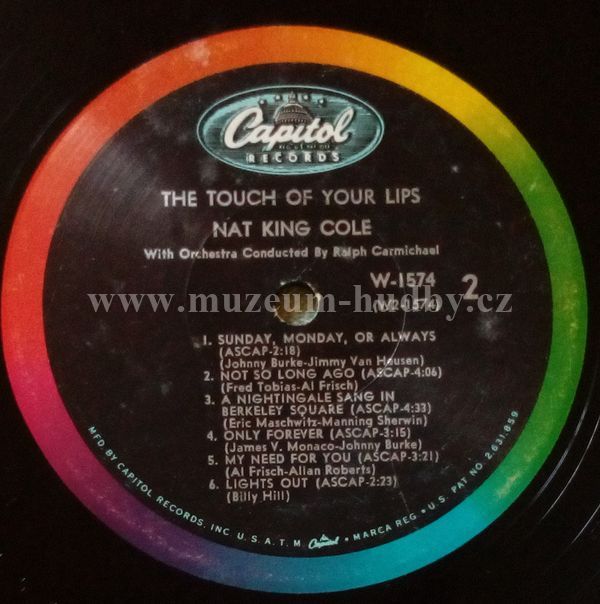 Capitol
RECORDS
THE TOUCH OF YOUR LIPS
NAT KING COLE
With Orchestra Conducted By Ralph Carmichael
W-1574
(W2-1574)
2
www.muzeum-hudby.cz
1. SUNDAY, MONDAY, OR ALWAYS
(ASCAP-2:18)
(Johnny Burke-Jimmy Van Heusen)
2. NOT SO LONG AGO (ASCAP-4:06)
(Fred Tobias-Al Frisch)
3. A NIGHTINGALE SANG IN
BERKELEY SQUARE (ASCAP-4:33)
(Eric Maschwitz-Manning Sherwin)
4. ONLY FOREVER (ASCAP-3:15)
(James V. Monaco-Johnny Burke)
5. MY NEED FOR YOU (ASCAP-3:21)
(Al Frisch-Allan Roberts)
6. LIGHTS OUT (ASCAP-2:23)
(Billy Hill)
MFD. BY CAPITOL RECORDS, INC. U.S.A. T.M. Capitol • MARCA REG. • U.S. PAT. NO. 2,631,859